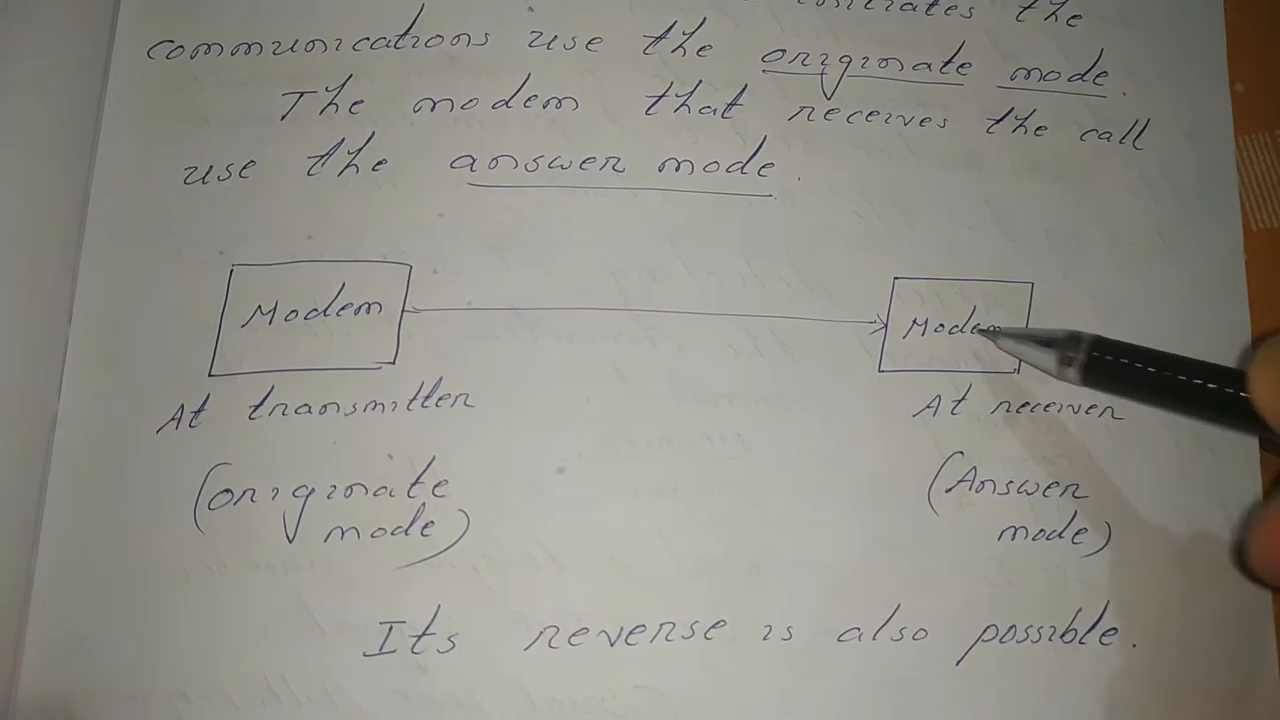 the
communications use the originate mode.
The modem that receives the call
use the answer mode.
Modem
Modem
At transmitter
At receiver
(originate
mode)
(Answer
mode)
Its reverse is also possible.